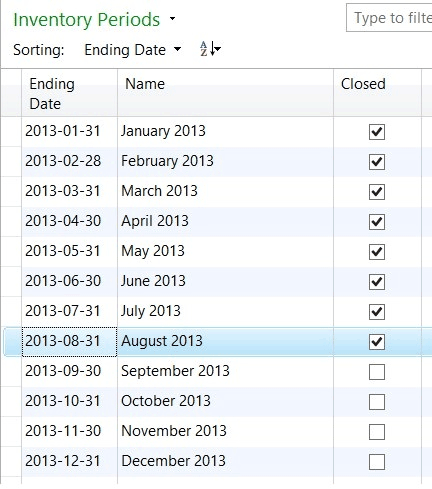 Inventory Periods
Type to filte
Sorting: Ending Date AZ
Ending Date Name Closed
2013-01-31 January 2013
2013-02-28 February 2013
2013-03-31 March 2013
2013-04-30 April 2013
2013-05-31 May 2013
2013-06-30 June 2013
2013-07-31 July 2013
2013-08-31 August 2013
2013-09-30 September 2013
2013-10-31 October 2013
2013-11-30 November 2013
2013-12-31 December 2013